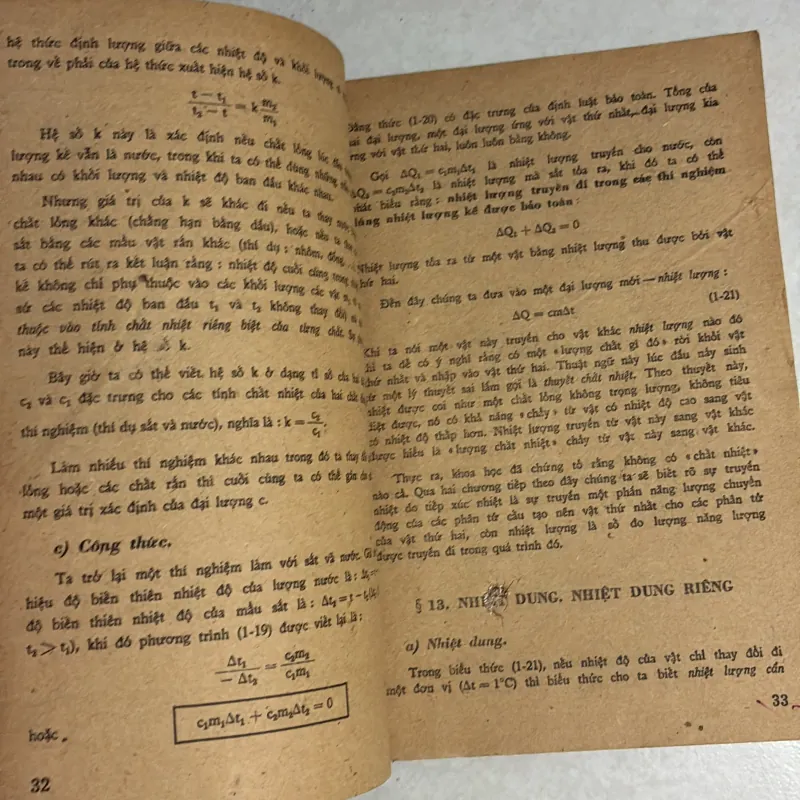 hệ thức định lượng giữa các nhiệt độ và khối lượng
trong vế phải của hệ thức xuất hiện hệ số k.
t — t₁ / t₂ — t = k m₂ / m₁
Hệ số k này là xác định nếu chất lỏng lúc
lượng kế vẫn là nước, trong khi ta có thể dùng những
nhau có khối lượng và nhiệt độ ban đầu khác nhau.
Nhưng giá trị của k sẽ khác đi nếu ta thay nước
chất lỏng khác (chẳng hạn bằng dầu), hoặc nếu ta thay
sắt bằng các mẫu vật rắn khác (thí dụ : nhôm, đồng,
ta có thể rút ra kết luận rằng : nhiệt độ cuối cùng trong
kế không chỉ phụ thuộc vào các khối lượng các vật
sử các nhiệt độ ban đầu t₁ và t₂ không thay đổi) mà
thuộc vào tính chất nhiệt riêng biệt của từng chất.
này thể hiện ở hệ số k.
Bây giờ ta có thể viết hệ số k ở dạng tỉ số của hai
c₂ và c₁ đặc trưng cho các tính chất nhiệt của hai chất
thí nghiệm (thí dụ sắt và nước), nghĩa là : k = c₂ / c₁.
Làm nhiều thí nghiệm khác nhau trong đó ta thay
lỏng hoặc các chất rắn thì cuối cùng ta có thể gán cho
một giá trị xác định của đại lượng c.
c) Công thức.
Ta trở lại một thí nghiệm làm với sắt và nước.
hiệu độ biến thiên nhiệt độ của lượng nước là : Δt₁ =
độ biến thiên nhiệt độ của mẫu sắt là : Δt₂ = t — t₂
t₂ > t₁), khi đó phương trình (1-19) được viết lại là :
Δt₁ / — Δt₂ = c₂m₂ / c₁m₁
hoặc
c₁m₁Δt₁ + c₂m₂Δt₂ = 0
32
Đẳng thức (1-20) có đặc trưng của định luật bảo toàn. Tổng của
hai đại lượng, một đại lượng ứng với vật thứ nhất, đại lượng kia
ứng với vật thứ hai, luôn luôn bằng không.
Gọi ΔQ₁ = c₁m₁Δt₁ là nhiệt lượng truyền cho nước, còn
ΔQ₂ = c₂m₂Δt₂ là nhiệt lượng mà sắt tỏa ra, khi đó ta có thể
phát biểu rằng : nhiệt lượng truyền đi trong các thí nghiệm
dùng nhiệt lượng kế được bảo toàn :
ΔQ₁ + ΔQ₂ = 0
Nhiệt lượng tỏa ra từ một vật bằng nhiệt lượng thu được bởi vật
thứ hai.
Đến đây chúng ta đưa vào một đại lượng mới — nhiệt lượng :
ΔQ = cmΔt (1-21)
Khi ta nói một vật này truyền cho vật khác nhiệt lượng nào đó
thì ta dễ có ý nghĩ rằng có một «lượng chất gì đó» rời khỏi vật
thứ nhất và nhập vào vật thứ hai. Thuật ngữ này lúc đầu nảy sinh
từ một lý thuyết sai lầm gọi là thuyết chất nhiệt. Theo thuyết này,
nhiệt được coi như một chất lỏng không trọng lượng, không tiêu
diệt được, nó có khả năng «chảy» từ vật có nhiệt độ cao sang vật
có nhiệt độ thấp hơn. Nhiệt lượng truyền từ vật này sang vật khác
được hiểu là «lượng chất nhiệt» chảy từ vật này sang vật khác.
Thực ra, khoa học đã chứng tỏ rằng không có «chất nhiệt»
nào cả. Qua hai chương tiếp theo đây chúng ta sẽ biết rõ sự truyền
nhiệt do tiếp xúc nhiệt là sự truyền một phần năng lượng chuyển
động của các phân tử cấu tạo nên vật thứ nhất cho các phân tử
của vật thứ hai, còn nhiệt lượng là số đo lượng năng lượng
được truyền đi trong quá trình đó.
§ 13. NHIỆT DUNG. NHIỆT DUNG RIÊNG
a) Nhiệt dung.
Trong biểu thức (1-21), nếu nhiệt độ của vật chỉ thay đổi đi
một đơn vị (Δt = 1°C) thì biểu thức cho ta biết nhiệt lượng cần
33